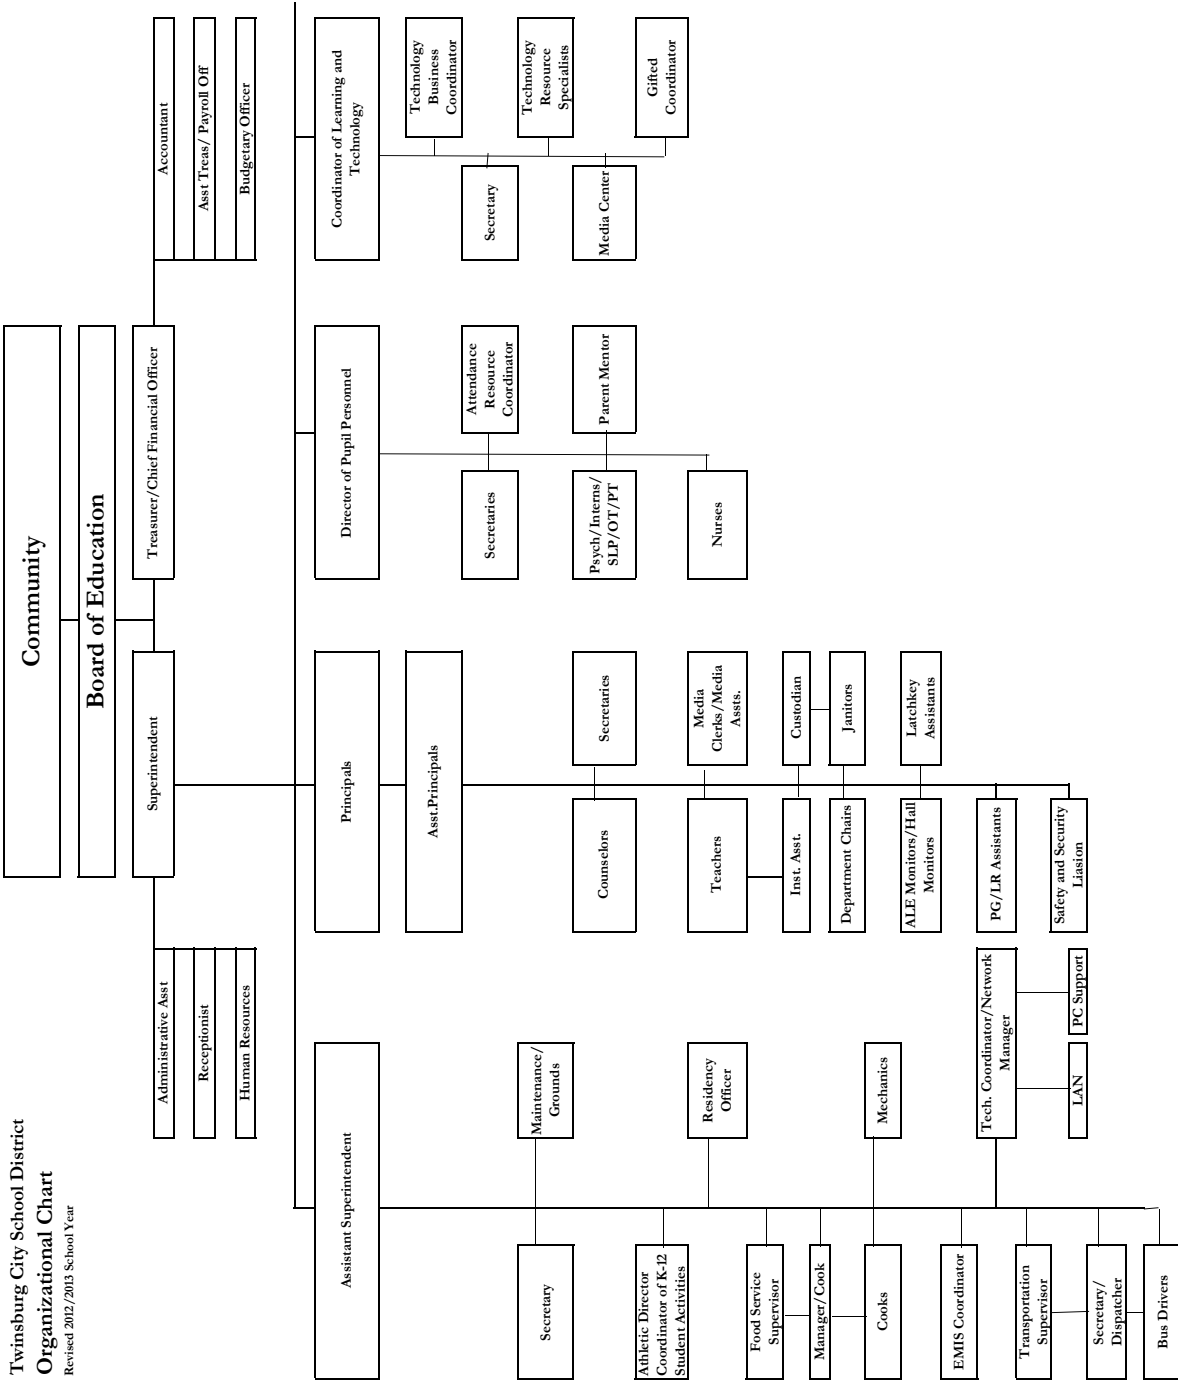 Twinsburg City School District
Organizational Chart
Revised 2012/2013 School Year
Community
Board of Education
Superintendent
Treasurer/Chief Financial Officer
Administrative Asst
Receptionist
Human Resources
Accountant
Asst Treas/ Payroll Off
Budgetary Officer
Assistant Superintendent
Principals
Director of Pupil Personnel
Coordinator of Learning and
Technology
Secretary
Maintenance/
Grounds
Athletic Director
Coordinator of K-12
Student Activities
Residency
Officer
Food Service
Supervisor
Manager/Cook
Cooks
Mechanics
EMIS Coordinator
Tech. Coordinator/Network
Manager
LAN
PC Support
Transportation
Supervisor
Secretary/
Dispatcher
Bus Drivers
Asst.Principals
Counselors
Secretaries
Teachers
Media
Clerks/Media
Assts.
Inst. Asst.
Custodian
Department Chairs
Janitors
ALE Monitors/Hall
Monitors
Latchkey
Assistants
PG/LR Assistants
Safety and Security
Liasion
Secretaries
Attendance
Resource
Coordinator
Psych/Interns/
SLP/OT/PT
Parent Mentor
Nurses
Technology
Business
Coordinator
Secretary
Technology
Resource
Specialists
Media Center
Gifted
Coordinator